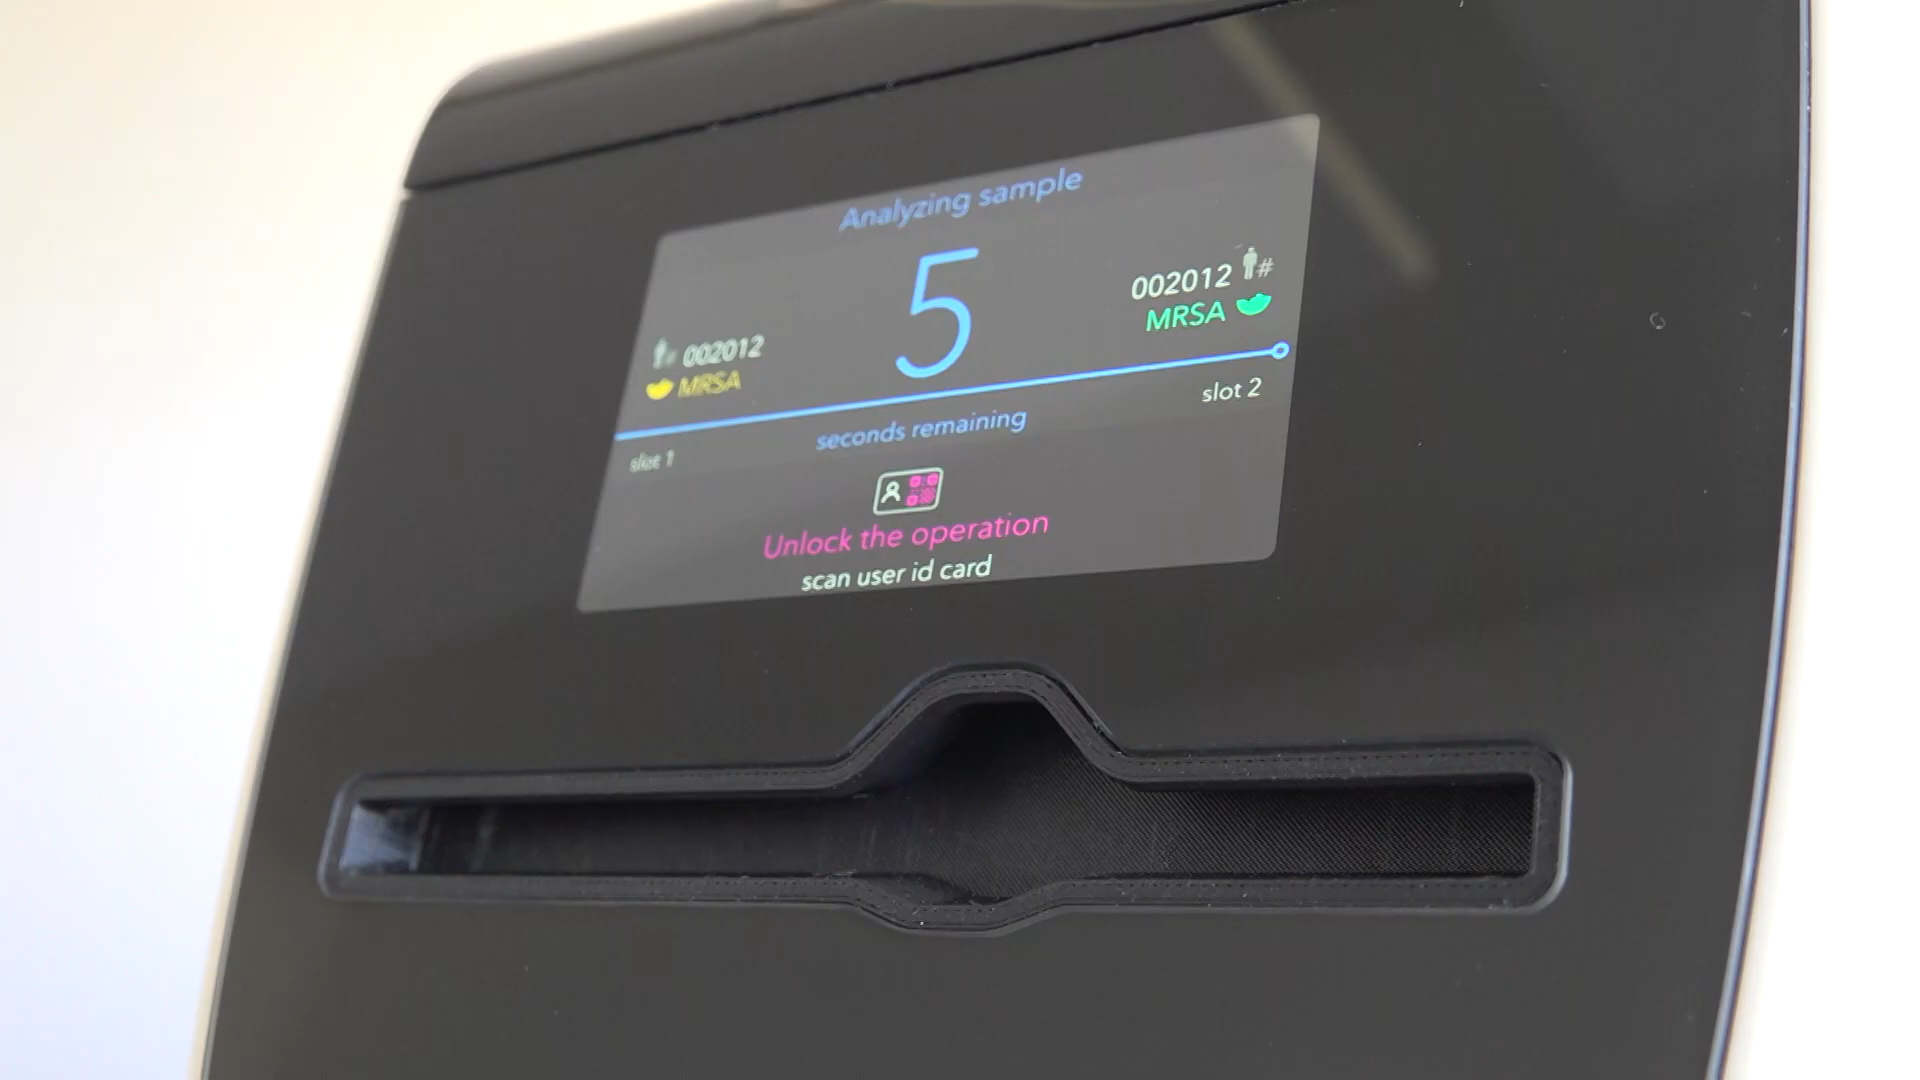 Analyzing sample
5
002012 #
MRSA
002012
MRSA
slot 2
seconds remaining
slot 1
Unlock the operation
scan user id card